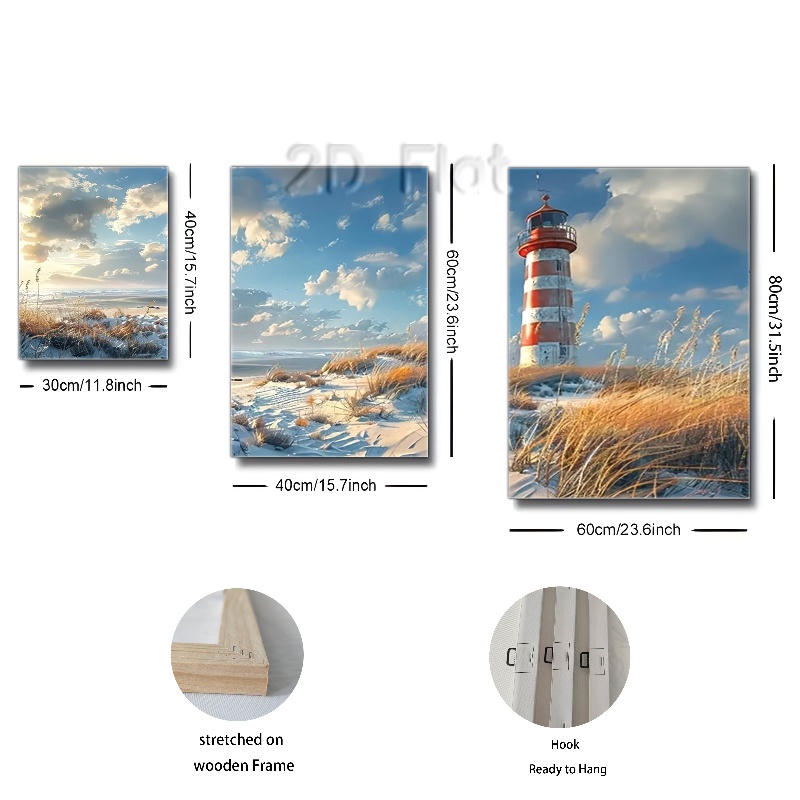 2D Flat
40cm/15.7inch
30cm/11.8inch
60cm/23.6inch
40cm/15.7inch
80cm/31.5inch
60cm/23.6inch
stretched on
wooden Frame
Hook
Ready to Hang